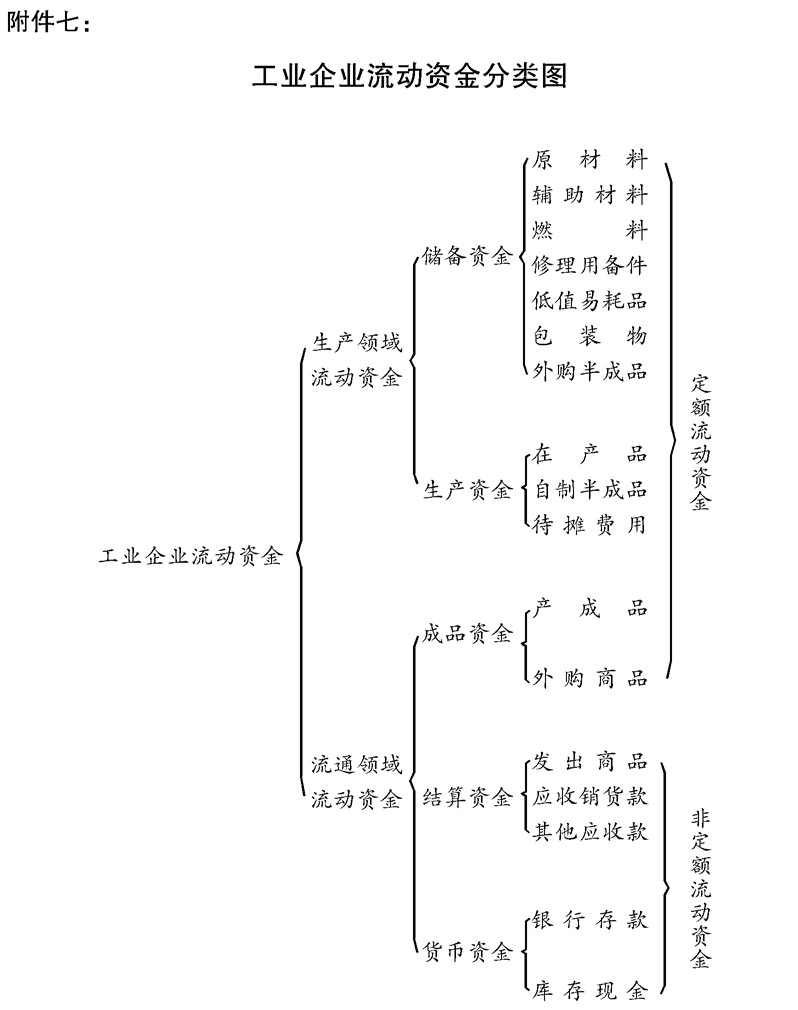 附件七：
工业企业流动资金分类图
工业企业流动资金
生产领域
流动资金
储备资金
原材料
辅助材料
燃料
修理用备件
低值易耗品
包装物
外购半成品
生产资金
在产品
自制半成品
待摊费用
流通领域
流动资金
成品资金
产成品
外购商品
结算资金
发出商品
应收销货款
其他应收款
货币资金
银行存款
库存现金
定额流动资金
非定额流动资金